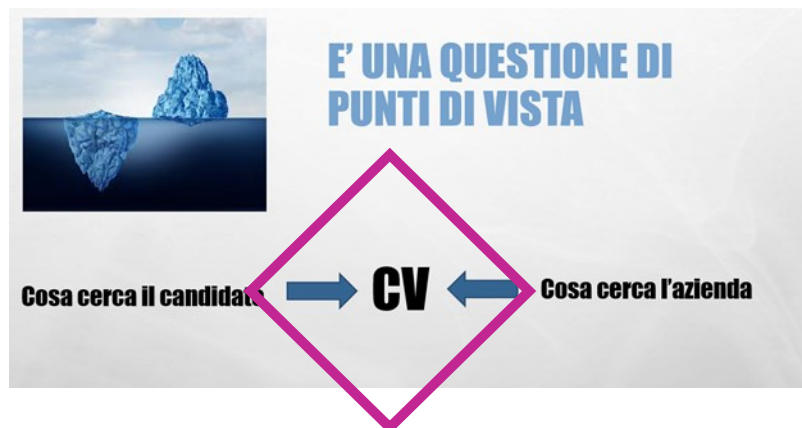 E' UNA QUESTIONE DI
PUNTI DI VISTA
Cosa cerca il candidato
CV
Cosa cerca l'azienda